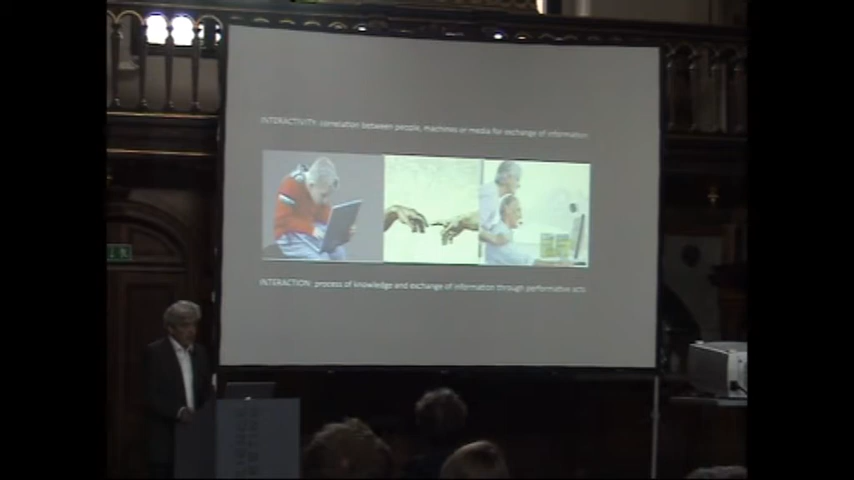 INTERACTIVITY: correlation between people, machines or media for exchange of information
INTERACTION: process of knowledge and exchange of information through performative acts